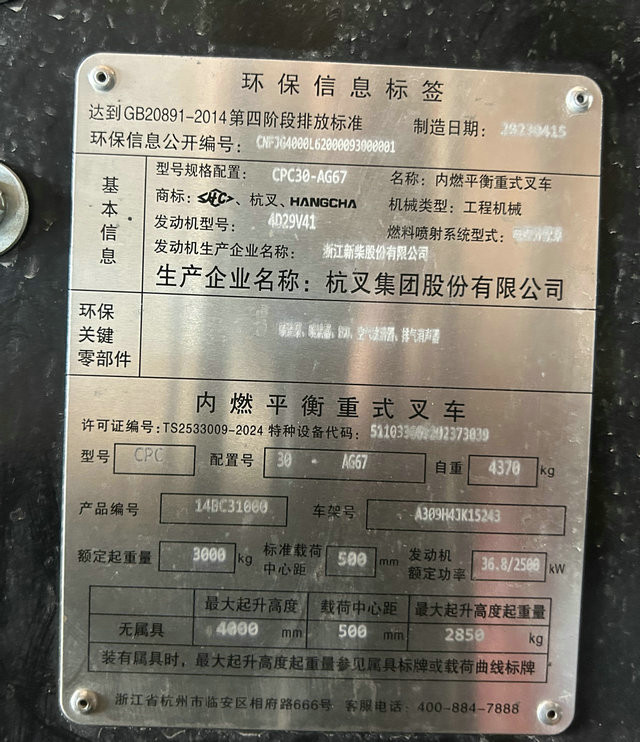 环保信息标签
达到GB20891-2014第四阶段排放标准 制造日期：20230415
环保信息公开编号：CNFJG4000L62000093000001
基本信息
型号规格配置：CPC30-AG67 名称：内燃平衡重式叉车
商标：、杭叉、HANGCHA 机械类型：工程机械
发动机型号：4D29V41 燃料喷射系统型式：
发动机生产企业名称：浙江新柴股份有限公司
生产企业名称：杭叉集团股份有限公司
环保关键零部件 排气消声器
内燃平衡重式叉车
许可证编号：TS2533009-2024 特种设备代码：
型号 CPC 配置号 30 - AG67 自重 4370 kg
产品编号 14BC31000 车架号 A309H4JK15243
额定起重量 3000 kg 标准载荷中心距 500 mm 发动机额定功率 36.8/2500 kW
最大起升高度 载荷中心距 最大起升高度起重量
无属具 4000 mm 500 mm 2850 kg
装有属具时，最大起升高度起重量参见属具标牌或载荷曲线标牌
浙江省杭州市临安区相府路666号 客服电话：400-884-7888